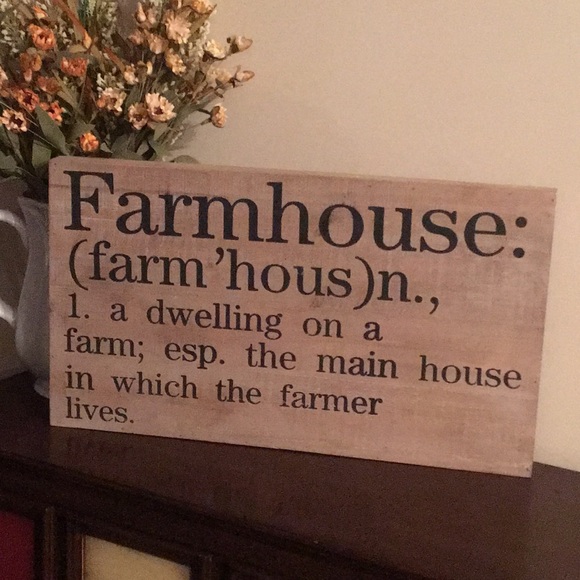 Farmhouse:
(farm'hous)n.,
1. a dwelling on a
farm; esp. the main house
in which the farmer
lives.